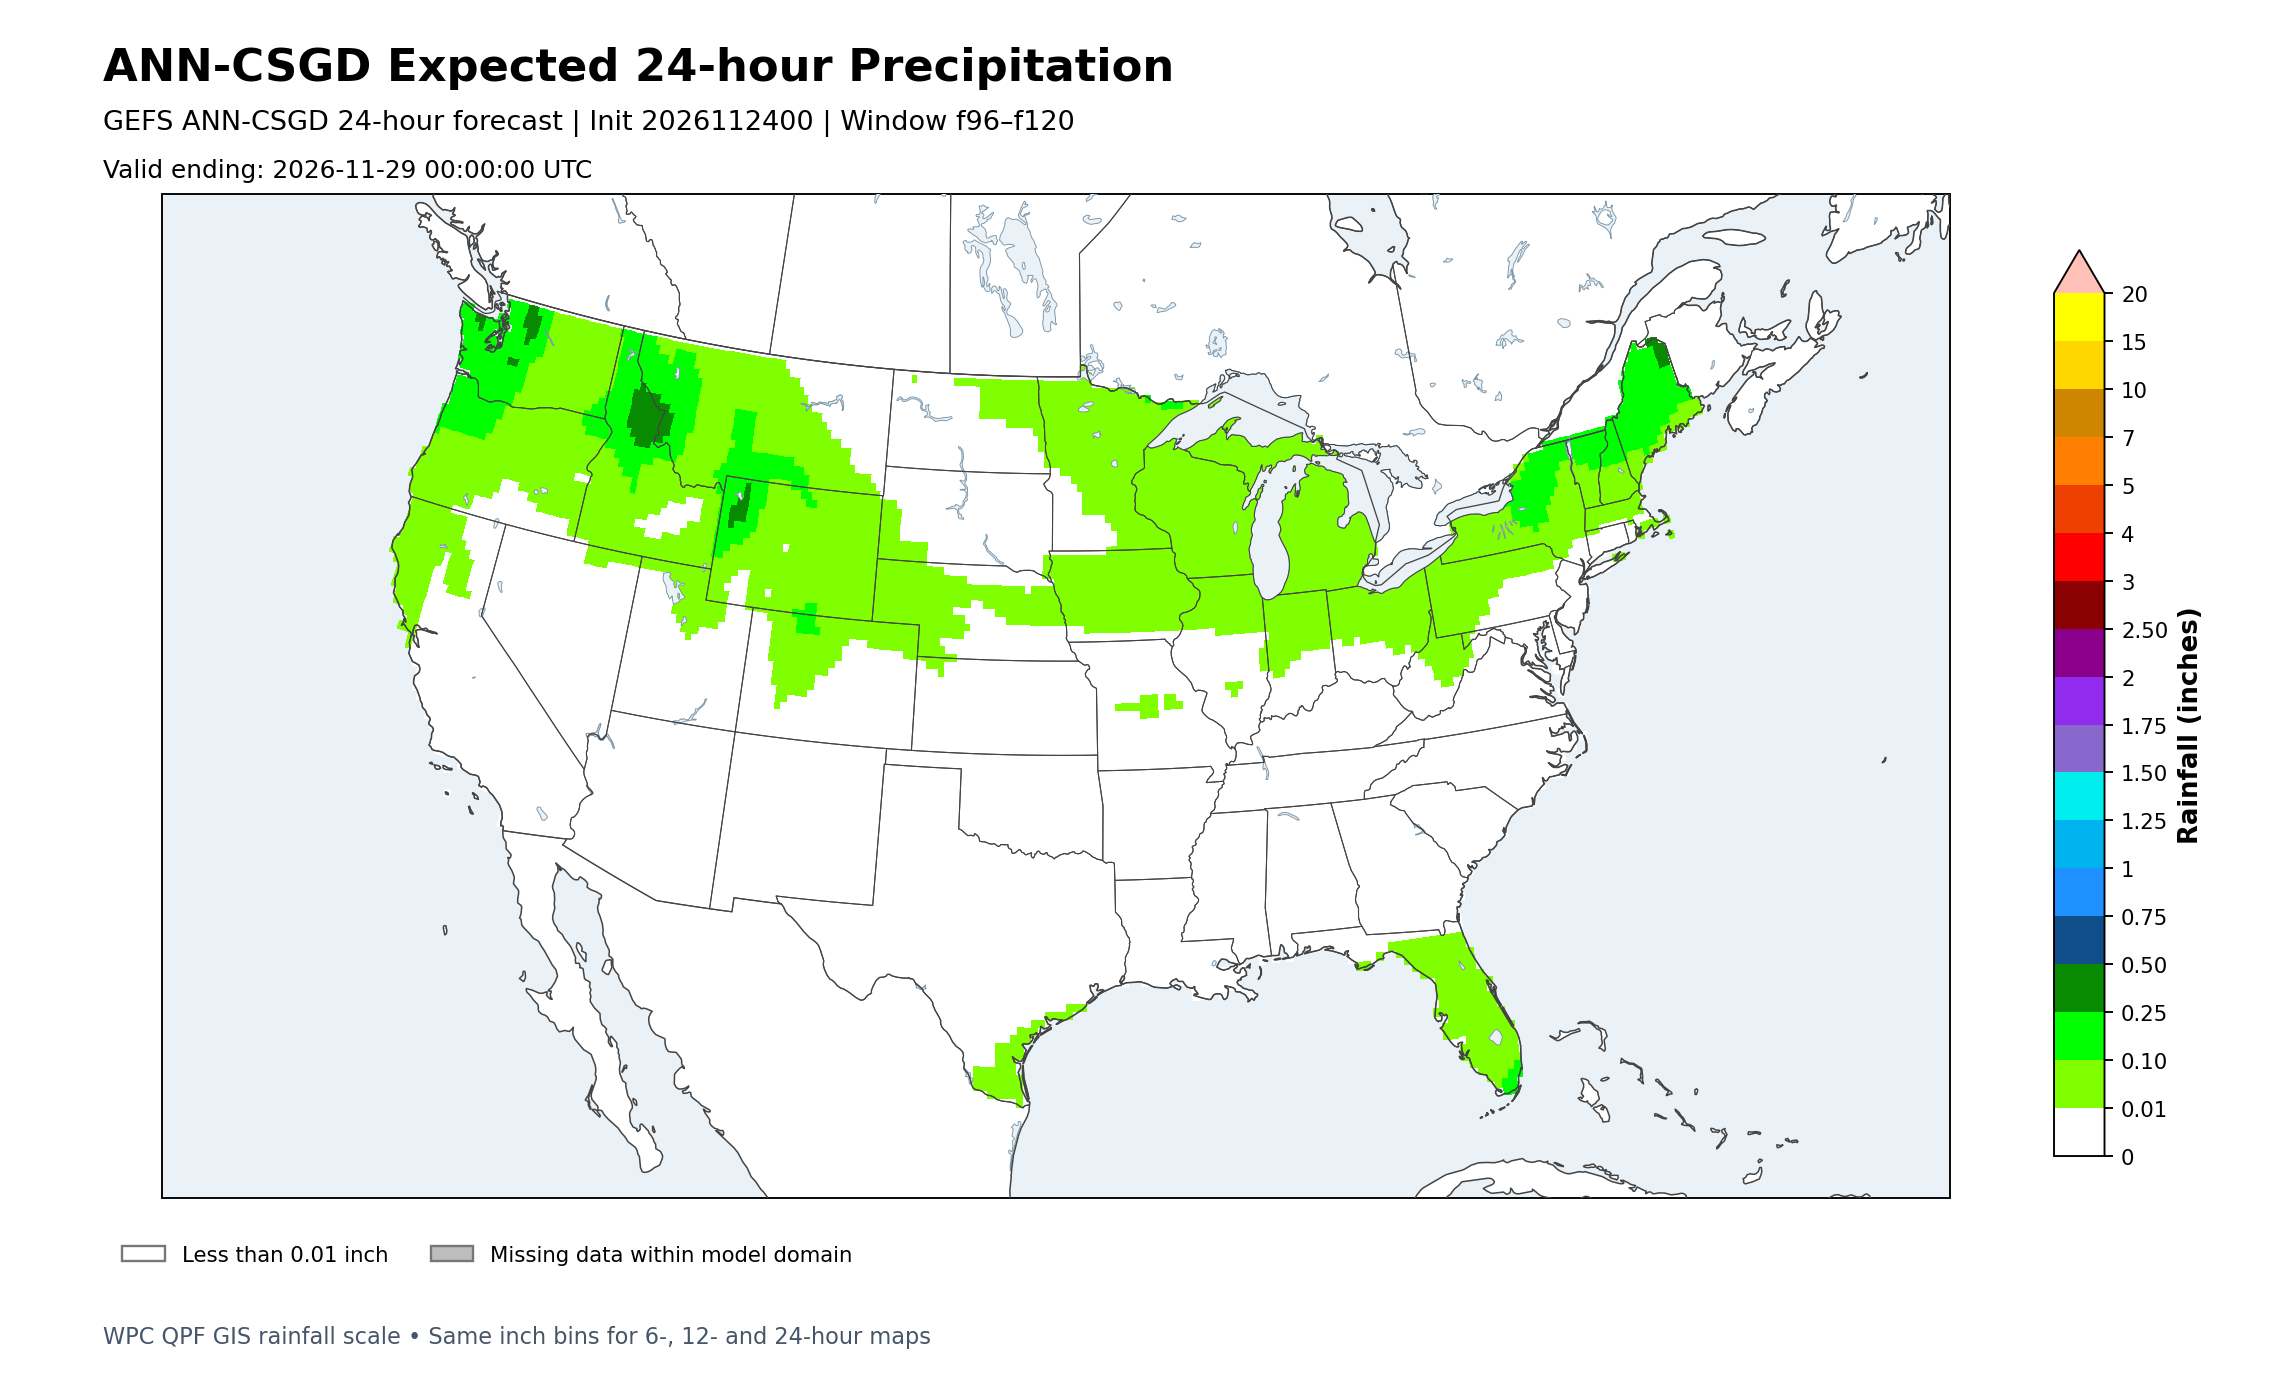 ANN-CSGD Expected 24-hour Precipitation
GEFS ANN-CSGD 24-hour forecast | Init 2026112400 | Window f96–f120
Valid ending: 2026-11-29 00:00:00 UTC
20
15
10
7
5
4
3
2.50
2
1.75
1.50
1.25
1
0.75
0.50
0.25
0.10
0.01
0
Rainfall (inches)
Less than 0.01 inch
Missing data within model domain
WPC QPF GIS rainfall scale • Same inch bins for 6-, 12- and 24-hour maps